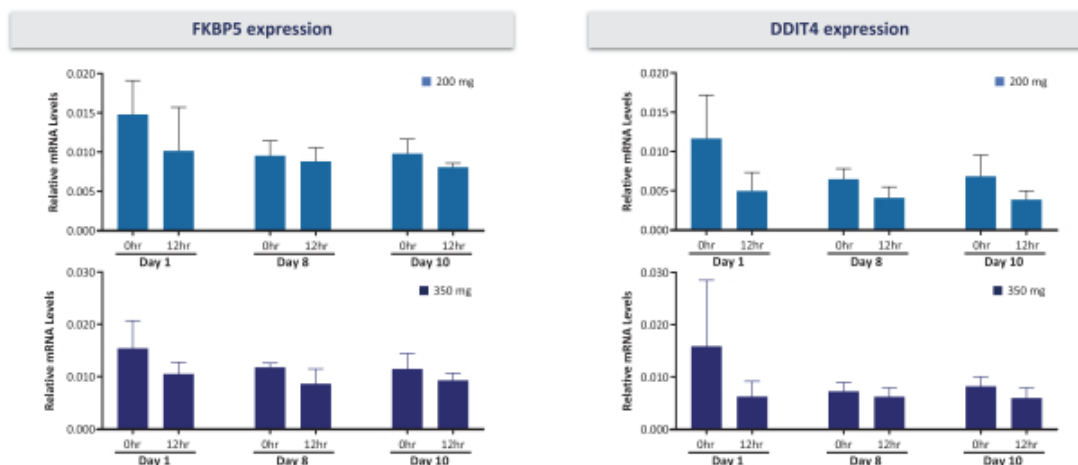 FKBP5 expression
Relative mRNA Levels
0.020
0.015
0.010
0.005
0.000
200 mg
0hr 12hr 0hr 12hr 0hr 12hr
Day 1 Day 8 Day 10
Relative mRNA Levels
0.030
0.020
0.010
0.000
350 mg
0hr 12hr 0hr 12hr 0hr 12hr
Day 1 Day 8 Day 10
DDIT4 expression
Relative mRNA Levels
0.020
0.015
0.010
0.005
0.000
200 mg
0hr 12hr 0hr 12hr 0hr 12hr
Day 1 Day 8 Day 10
Relative mRNA Levels
0.030
0.020
0.010
0.000
350 mg
0hr 12hr 0hr 12hr 0hr 12hr
Day 1 Day 8 Day 10